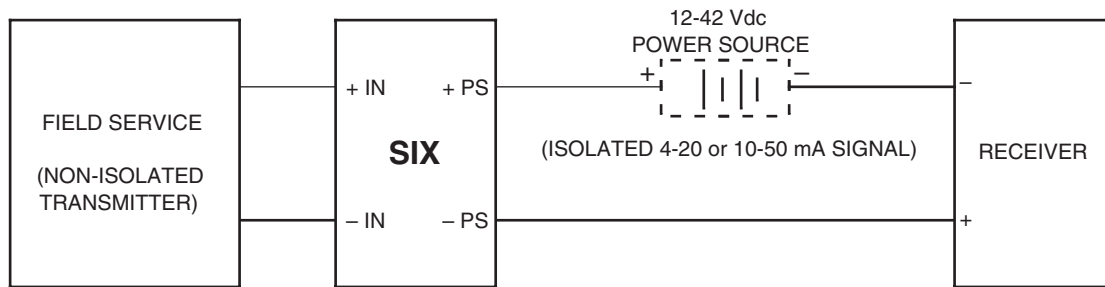 12-42 Vdc
POWER SOURCE
+ –
+ IN + PS –
FIELD SERVICE
SIX
(ISOLATED 4-20 or 10-50 mA SIGNAL)
RECEIVER
(NON-ISOLATED
TRANSMITTER)
– IN – PS +